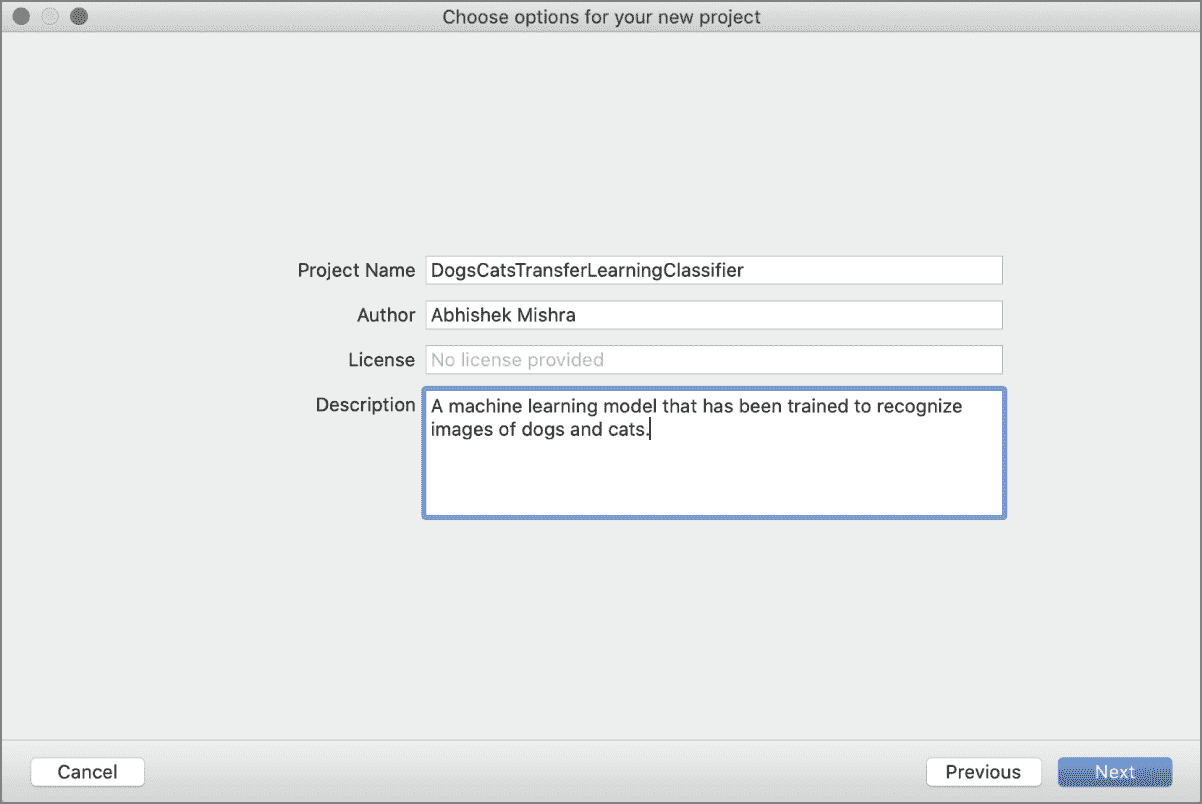 Choose options for your new project
Project Name DogsCatsTransferLearningClassifier
Author Abhishek Mishra
License No license provided
Description A machine learning model that has been trained to recognize
images of dogs and cats.
Cancel Previous Next